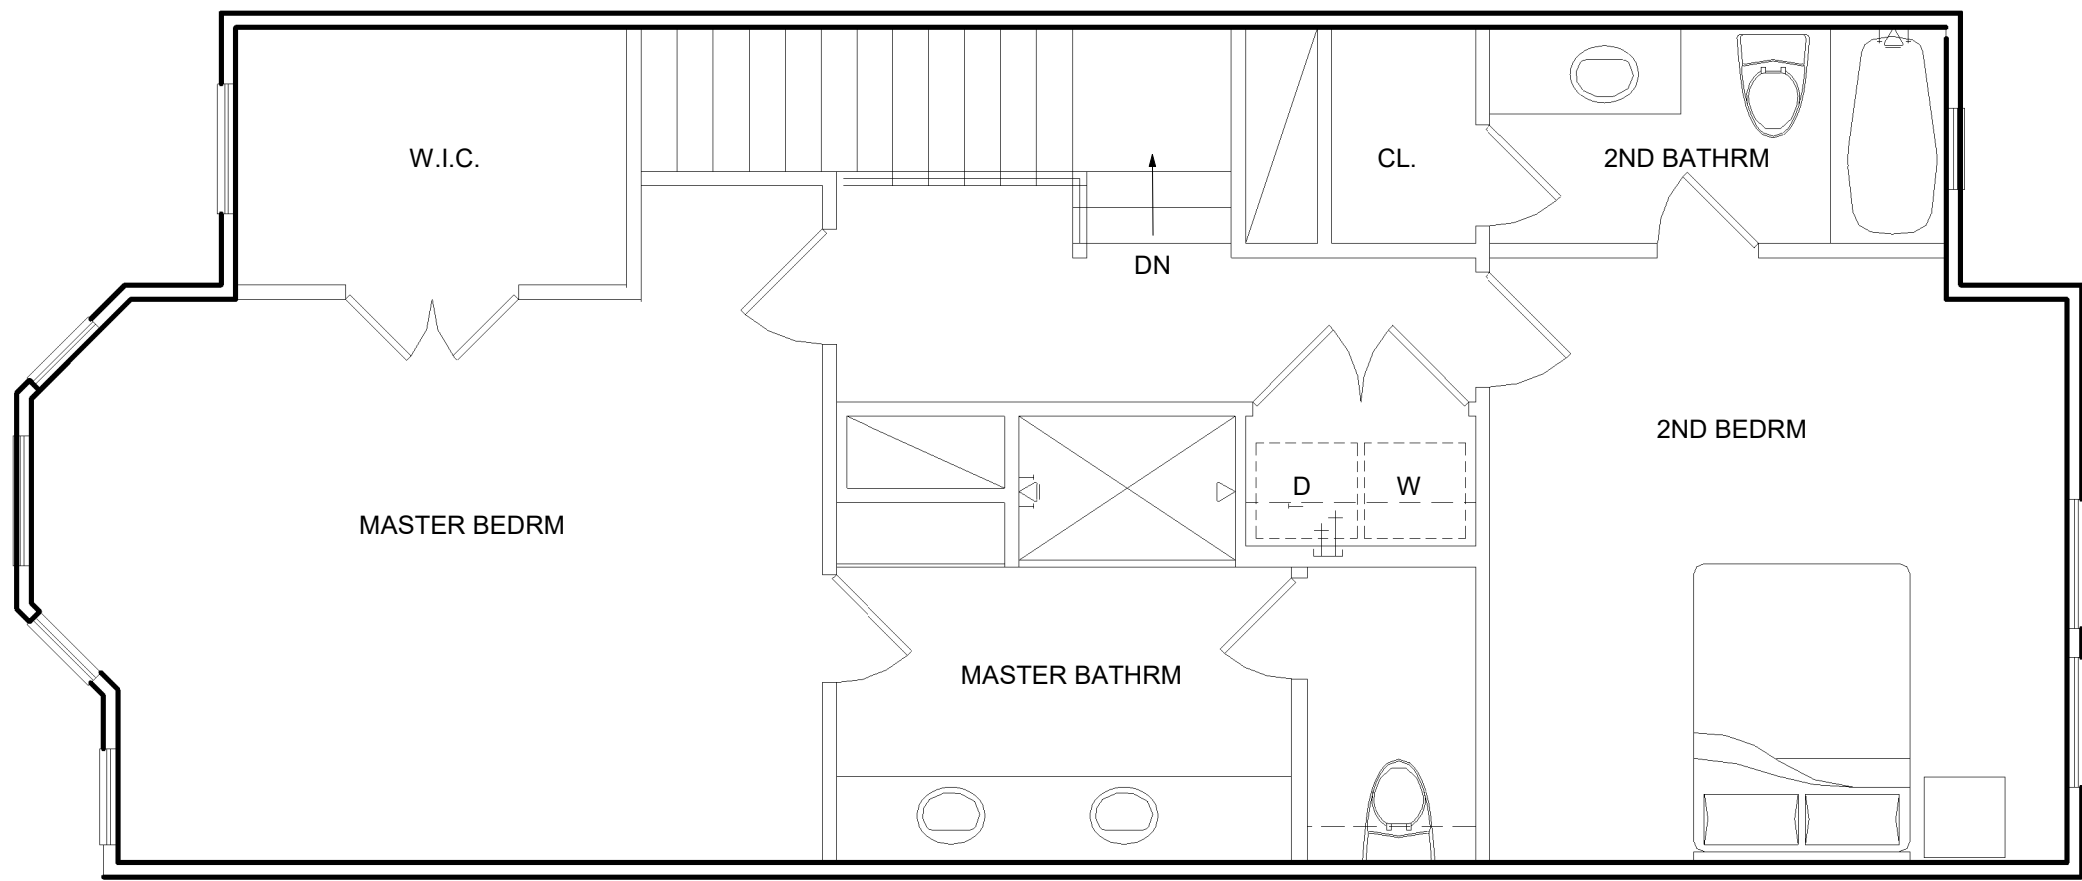 W.I.C.
CL.
2ND BATHRM
DN
2ND BEDRM
D
W
MASTER BEDRM
MASTER BATHRM